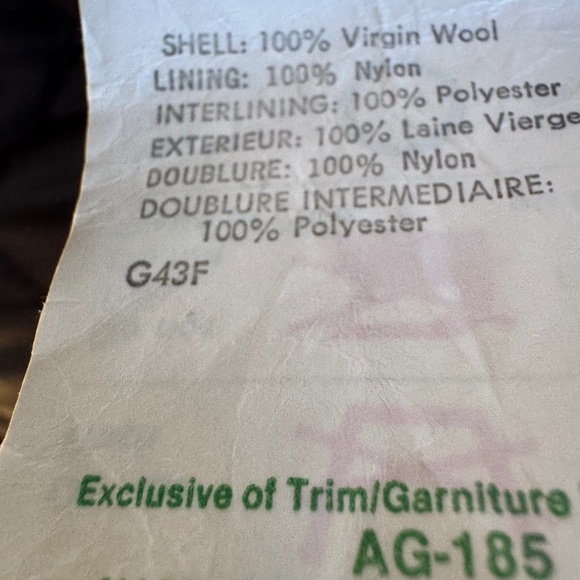 SHELL: 100% Virgin Wool
LINING: 100% Nylon
INTERLINING: 100% Polyester
EXTERIEUR: 100% Laine Vierge
DOUBLURE: 100% Nylon
DOUBLURE INTERMEDIAIRE:
100% Polyester
G43F
Exclusive of Trim/Garniture
AG-185